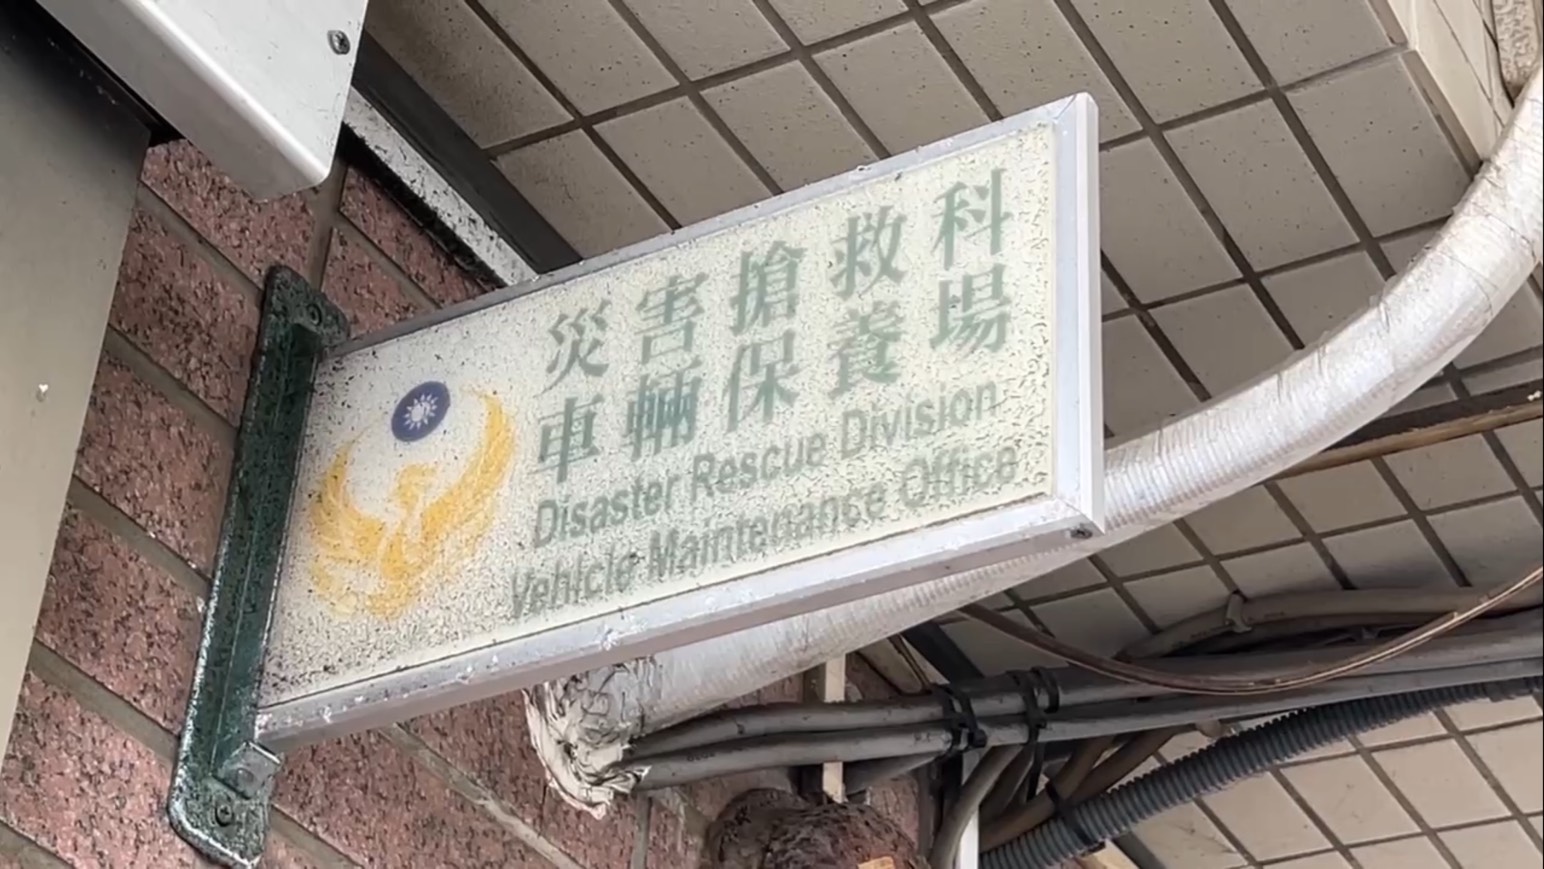 災害搶救科
車輛保養場
Disaster Rescue Division
Vehicle Maintenance Office